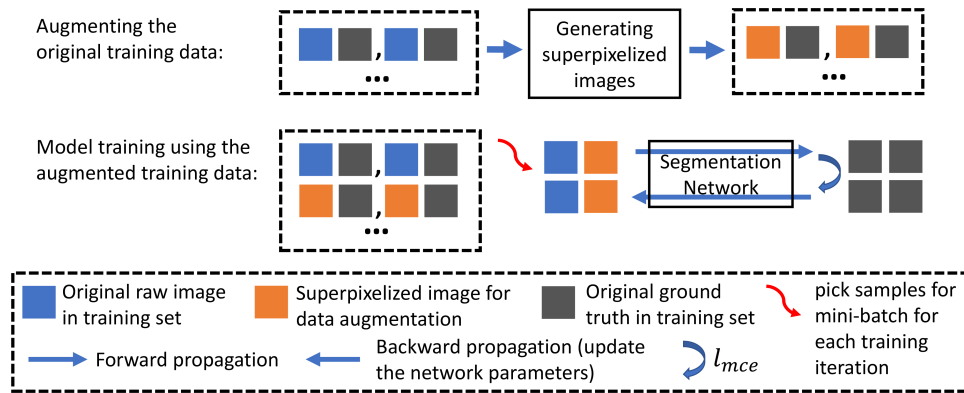 Augmenting the
original training data:
, 
...
Generating
superpixelized
images
,
...
Model training using the
augmented training data:
,
,
...
Segmentation
Network
Original raw image
in training set
Superpixelized image for
data augmentation
Original ground
truth in training set
pick samples for
mini-batch for
each training
iteration
Forward propagation
Backward propagation (update
the network parameters)
l_mce